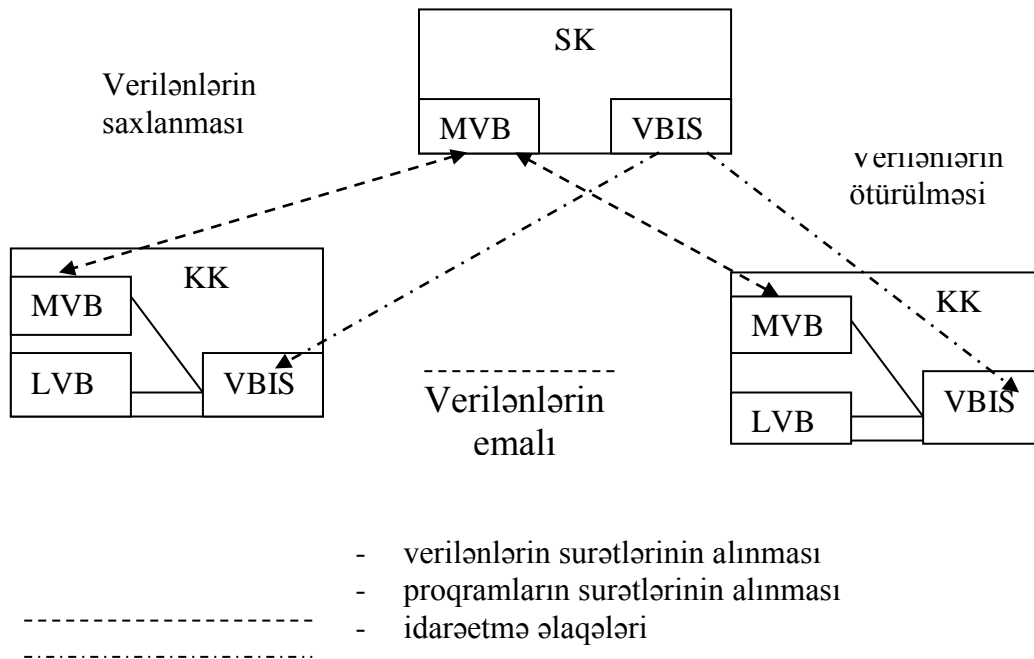 SK
Verilənlərin
saxlanması
MVB
VBIS
Verilənlərin
ötürülməsi
KK
MVB
LVB
VBIS
KK
MVB
LVB
VBIS
Verilənlərin
emalı
- verilənlərin surətlərinin alınması
- proqramların surətlərinin alınması
- idarəetmə əlaqələri